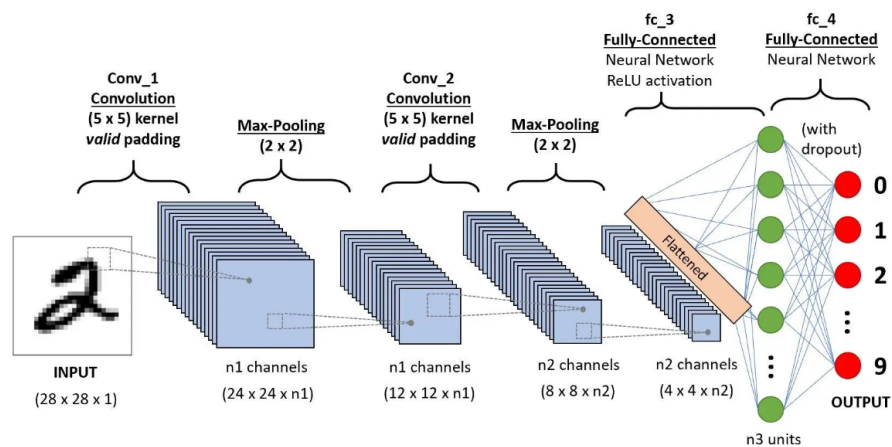 fc_3
Fully-Connected
Neural Network
ReLU activation
fc_4
Fully-Connected
Neural Network
Conv_1
Convolution
(5 x 5) kernel
valid padding
Max-Pooling
(2 x 2)
Conv_2
Convolution
(5 x 5) kernel
valid padding
Max-Pooling
(2 x 2)
(with
dropout)
2
Flattened
0
1
2
9
INPUT
(28 x 28 x 1)
n1 channels
(24 x 24 x n1)
n1 channels
(12 x 12 x n1)
n2 channels
(8 x 8 x n2)
n2 channels
(4 x 4 x n2)
OUTPUT
n3 units